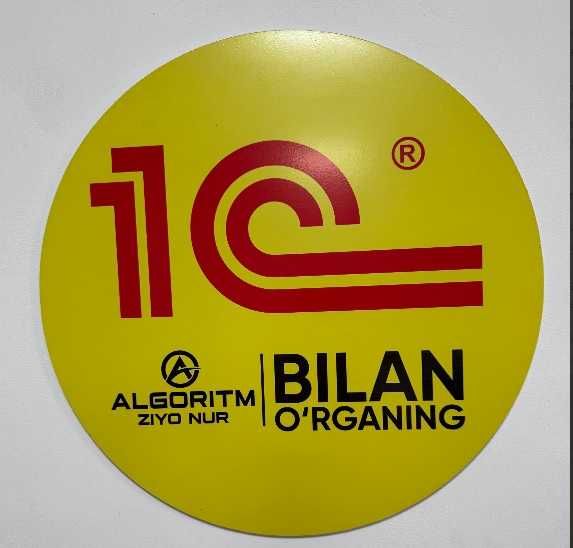 1C®
ALGORITM
ZIYO NUR
BILAN
O'RGANING